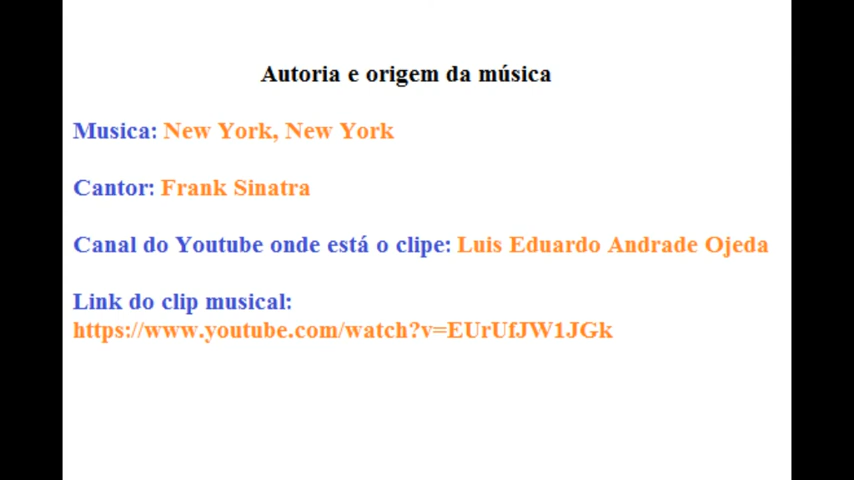 Autoria e origem da música
Musica: New York, New York
Cantor: Frank Sinatra
Canal do Youtube onde está o clipe: Luis Eduardo Andrade Ojeda
Link do clip musical:
https://www.youtube.com/watch?v=EUrUfJW1JGk